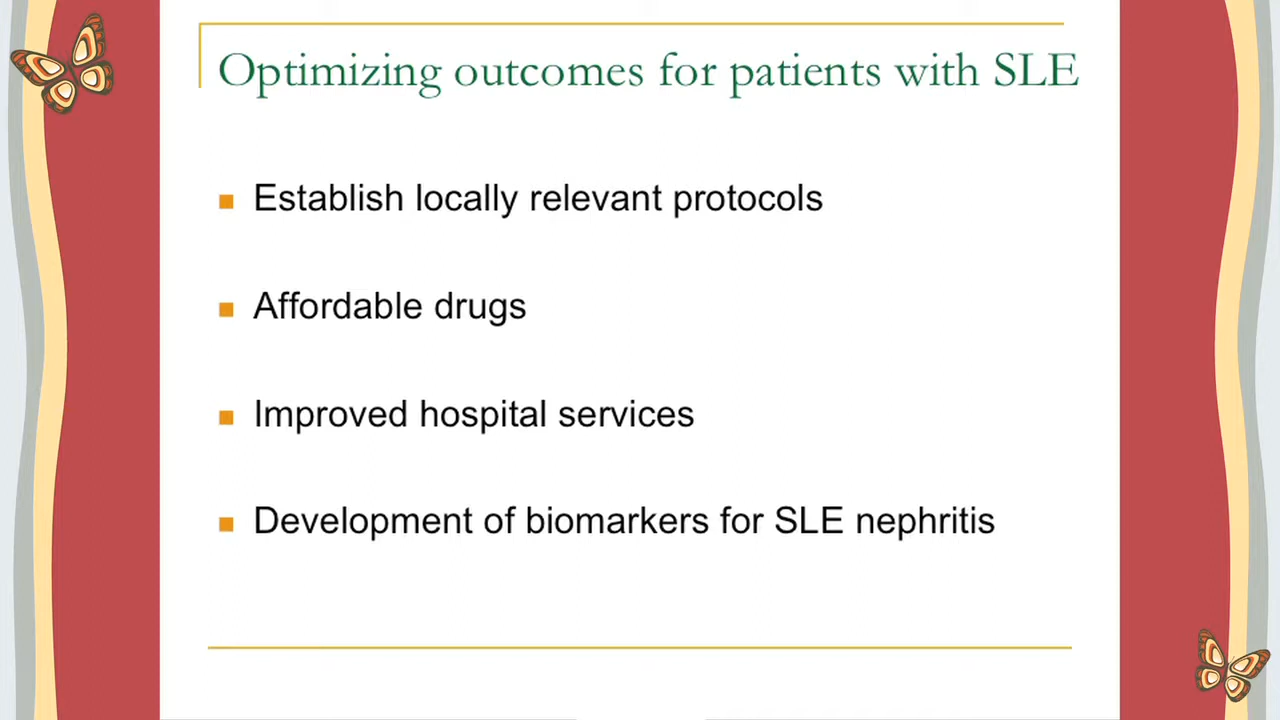 Optimizing outcomes for patients with SLE
Establish locally relevant protocols
Affordable drugs
Improved hospital services
Development of biomarkers for SLE nephritis